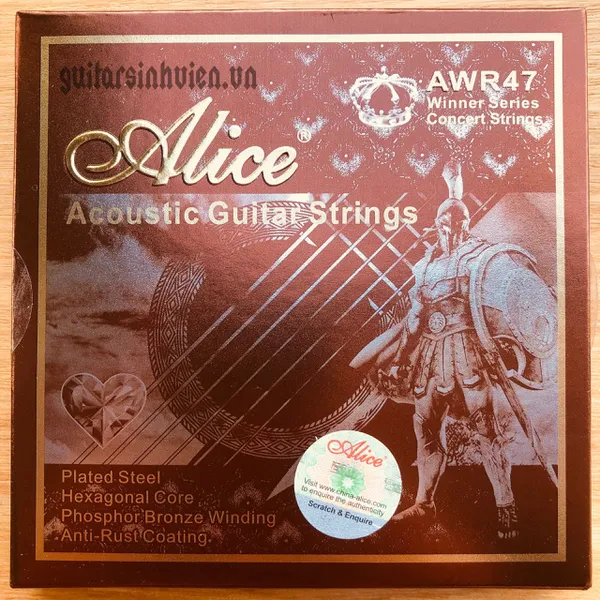 guitarsinhvien.vn
AWR47
Winner Series
Concert Strings
Alice®
Acoustic Guitar Strings
Plated Steel
Hexagonal Core
Phosphor Bronze Winding
Anti-Rust Coating
Alice
Visit www.china-alice.com
to enquire the authenticity
Scratch & Enquire